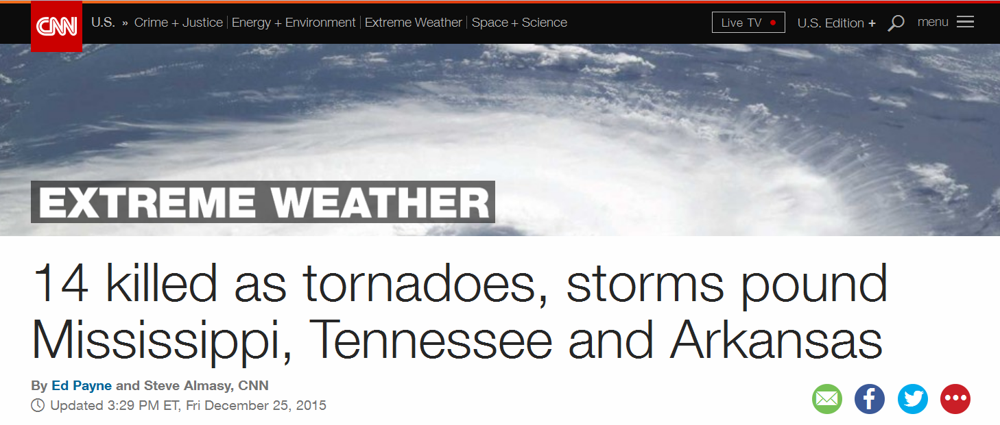 CNN U.S. » Crime + Justice Energy + Environment Extreme Weather Space + Science Live TV U.S. Edition + menu
EXTREME WEATHER
14 killed as tornadoes, storms pound
Mississippi, Tennessee and Arkansas
By Ed Payne and Steve Almasy, CNN
Updated 3:29 PM ET, Fri December 25, 2015